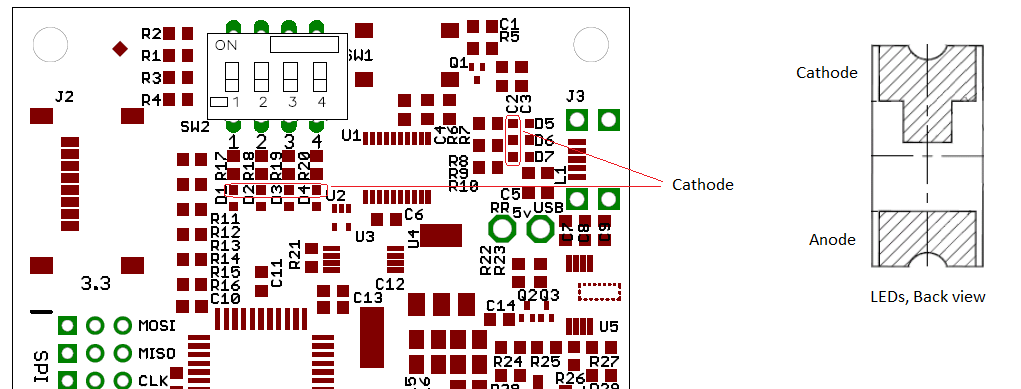 R2
R1
R3
R4
ON
1 2 3 4
SW1
SW2
C1
R5
Q1
J2
J3
C2
C3
D5
D6
D7
U1
C4
R6
R7
1 2 3 4
R17
R18
R19
R20
R8
R9
R10
L1
D1
D2
D3
D4
U2
C5
RR
5v
USB
C6
R11
R12
R13
R14
R15
R16
C10
U3
U4
C7
C8
C9
R21
C11
C12
R22
R23
3.3
C13
C14
Q2
Q3
U5
SPI
MOSI
MISO
CLK
R24
R25
R27
R26
Cathode
Cathode
Anode
LEDs, Back view